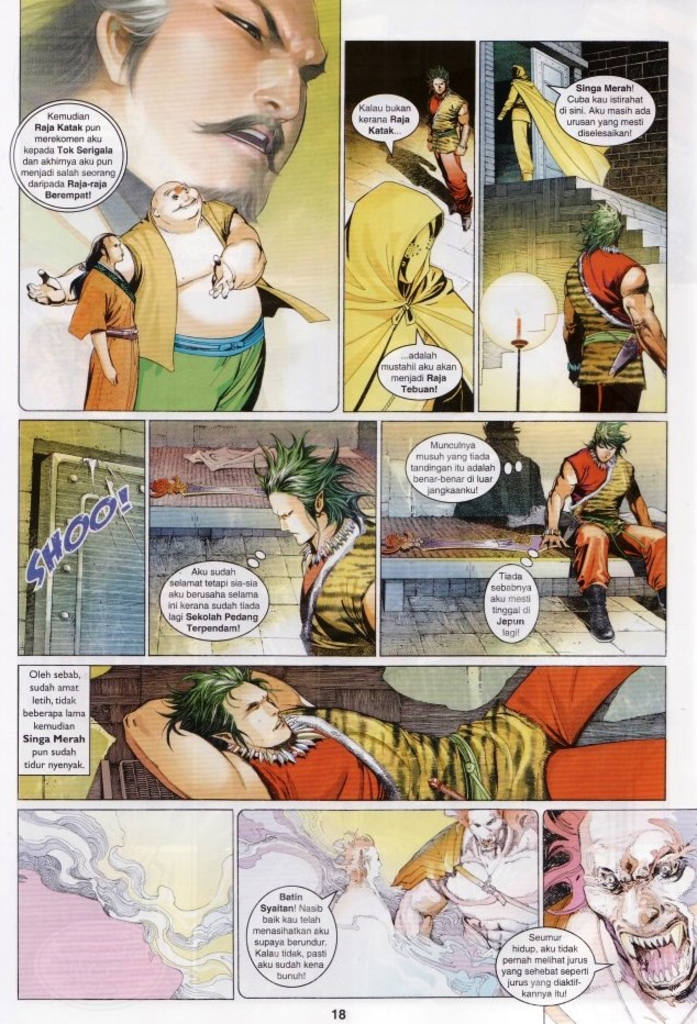 Kemudian
Raja Katak pun
merekomen aku
kepada Tok Serigala
dan akhirnya aku pun
menjadi salah seorang
daripada Raja-raja
Berempat!
Kalau bukan
kerana Raja
Katak...
...adalah
mustahil aku
menjadi Raja
Tebuan!
Singa Merah!
Cuba kau istirahat
di sini. Aku masih ada
urusan yang mesti
diselesaikan!
SHOO!
Aku sudah
selamat tetapi sia-sia
aku berusaha selama
ini kerana sudah tiada
lagi Sekolah Pedang
Terpendam!
Munculnya
musuh yang tiada
tandingan itu adalah
benar-benar di luar
jangkaanku!
Tiada
sebabnya
aku mesti
tinggal di
Jepun
lagi!
Oleh sebab,
sudah amat
letih, tidak
beberapa lama
kemudian
Singa Merah
pun sudah
tidur nyenyak.
Batin
Syaitan! Nasib
baik kau telah
menasihatkan aku
supaya berundur.
Kalau tidak, pasti
aku sudah kena
bunuh!
Seumur
hidup, aku tidak
pernah melihat jurus
yang sehebat seperti
jurus yang diaktif-
kannya itu!
18